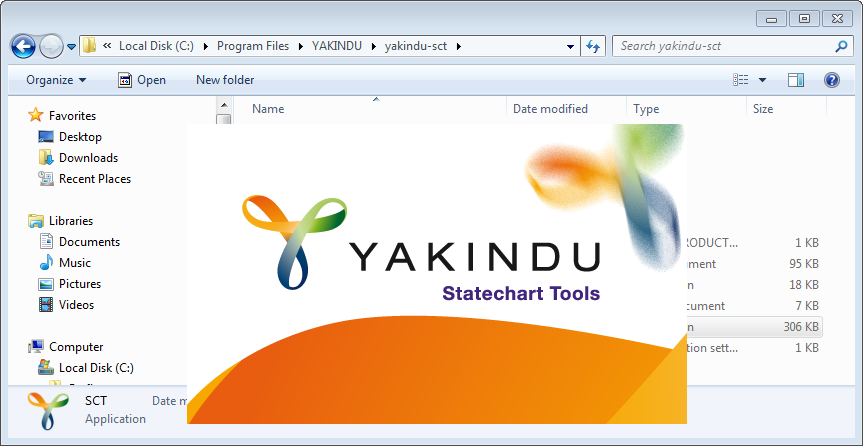 « Local Disk (C:) Program Files YAKINDU yakindu-sct Search yakindu-sct
Organize Open New folder
Name Date modified Type Size
Favorites
Desktop
Downloads
Recent Places
Libraries
Documents
Music
Pictures
Videos
Computer
Local Disk (C:)
YAKINDU
Statechart Tools
RODUCT... 1 KB
ment 95 KB
n 18 KB
cument 7 KB
n 306 KB
tion sett... 1 KB
SCT Date m
Application